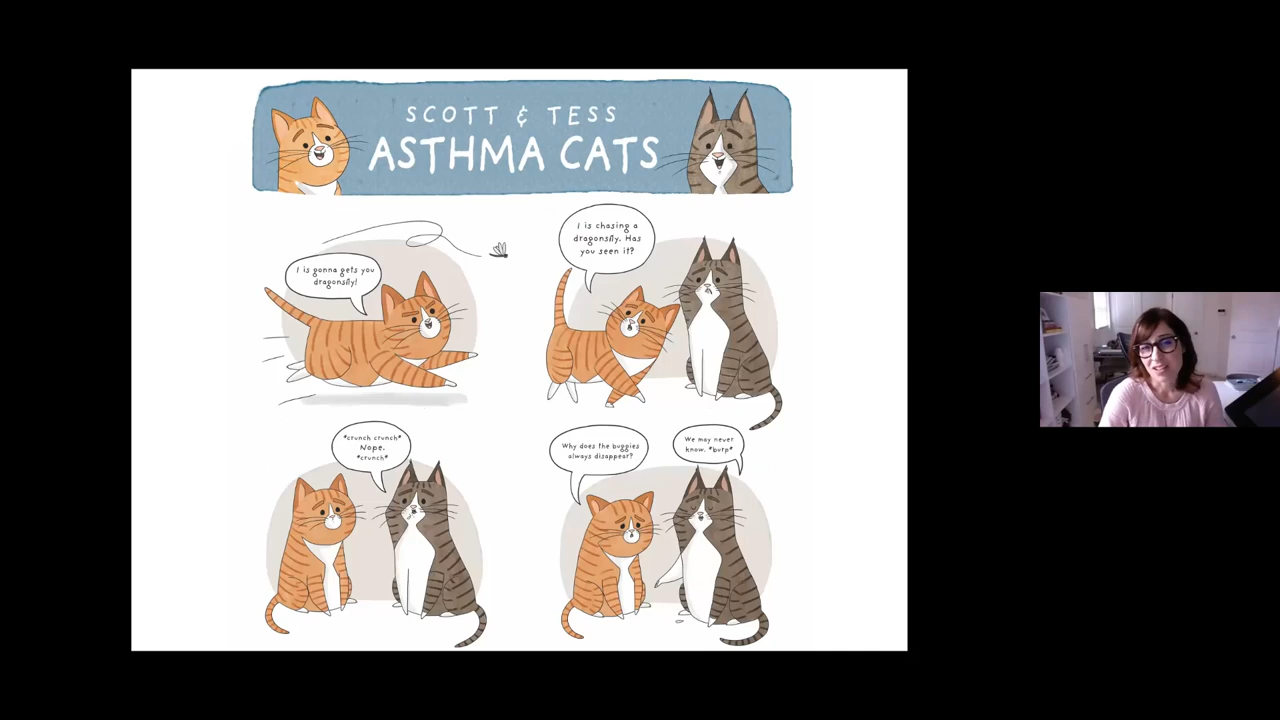 SCOTT & TESS
ASTHMA CATS
I is gonna gets you
dragonfly!
I is chasing a
dragonfly. Has
you seen it?
*crunch crunch*
Nope.
*crunch*
Why does the buggies
always disappear?
We may never
know. *burp*